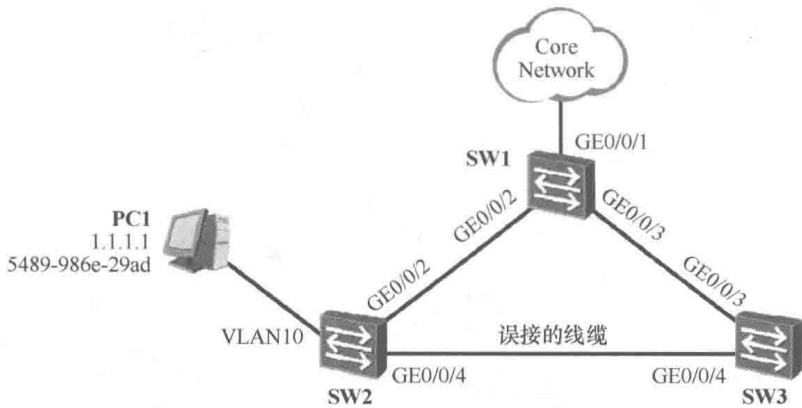 Core
Network
GE0/0/1
SW1
PC1
1.1.1.1
5489-986e-29ad
GE0/0/2
GE0/0/3
GE0/0/2
GE0/0/3
VLAN10
误接的线缆
GE0/0/4
GE0/0/4
SW2
SW3